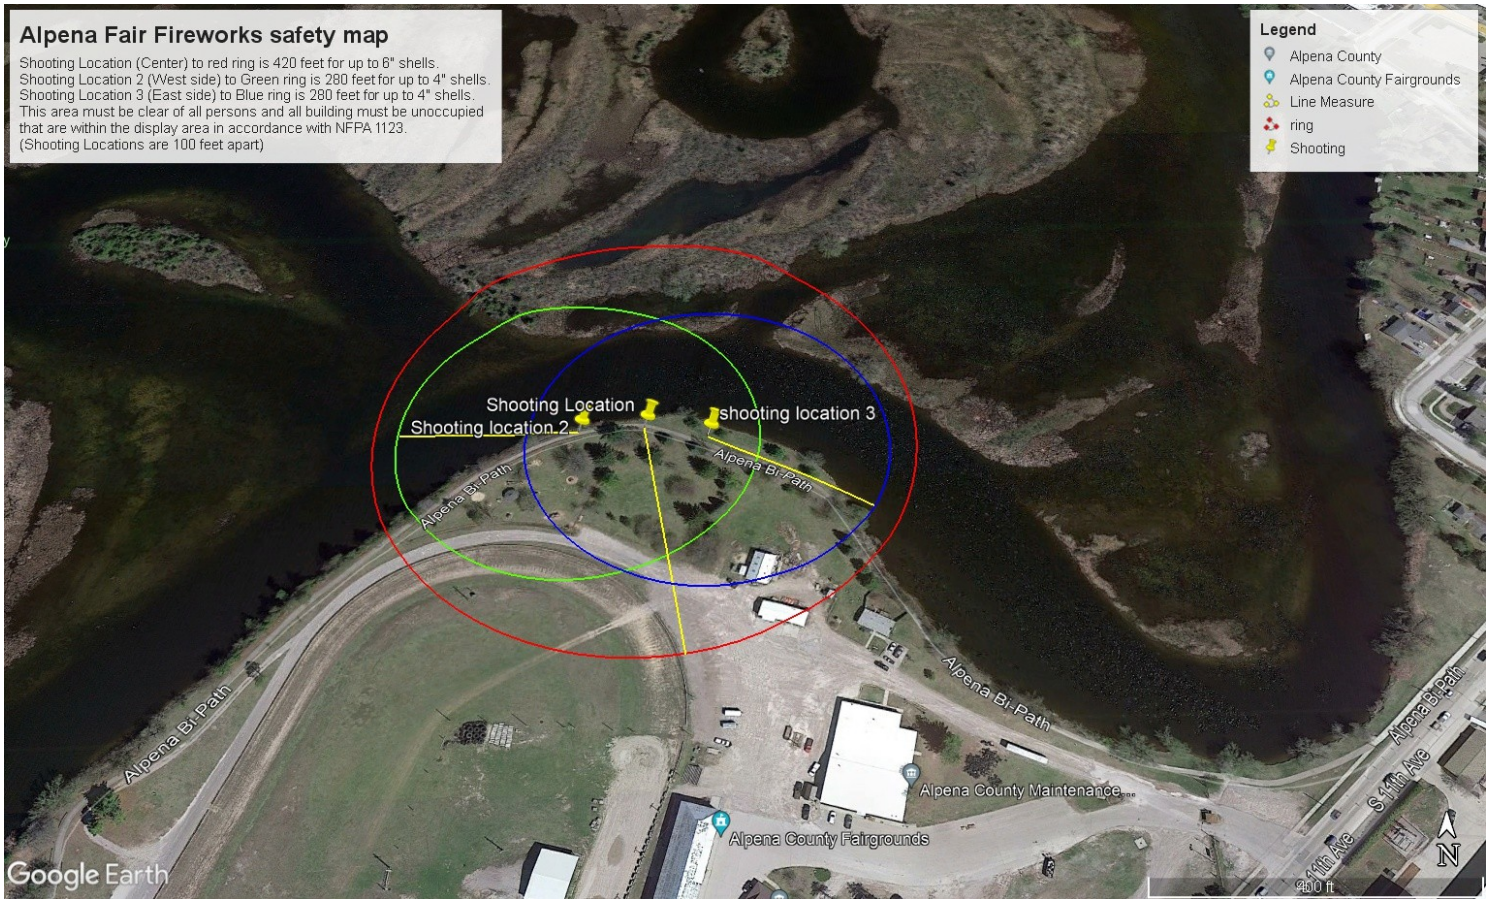 Alpena Fair Fireworks safety map
Shooting Location (Center) to red ring is 420 feet for up to 6" shells.
Shooting Location 2 (West side) to Green ring is 280 feet for up to 4" shells.
Shooting Location 3 (East side) to Blue ring is 280 feet for up to 4" shells.
This area must be clear of all persons and all building must be unoccupied
that are within the display area in accordance with NFPA 1123.
(Shooting Locations are 100 feet apart)
Legend
Alpena County
Alpena County Fairgrounds
Line Measure
ring
Shooting
y
Shooting Location
shooting location 3
Shooting location 2
Alpena Bi-Path
Alpena Bi-Path
Alpena Bi-Path
Alpena Bi-Path
Alpena Bi-Path
S 11th Ave
S 11th Ave
Alpena County Maintenance...
Alpena County Fairgrounds
Google Earth
N
400 ft